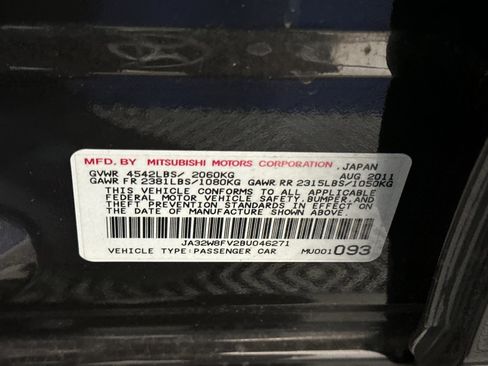 MFD. BY MITSUBISHI MOTORS CORPORATION, JAPAN
GVWR 4542LBS/ 2060KG AUG 2011
GAWR FR 2381LBS/1080KG GAWR RR 2315LBS/1050KG
THIS VEHICLE CONFORMS TO ALL APPLICABLE
FEDERAL MOTOR VEHICLE SAFETY, BUMPER, AND
THEFT PREVENTION STANDARDS IN EFFECT ON
THE DATE OF MANUFACTURE SHOWN ABOVE.
JA32W8FV2BU046271
VEHICLE TYPE:PASSENGER CAR MU001093